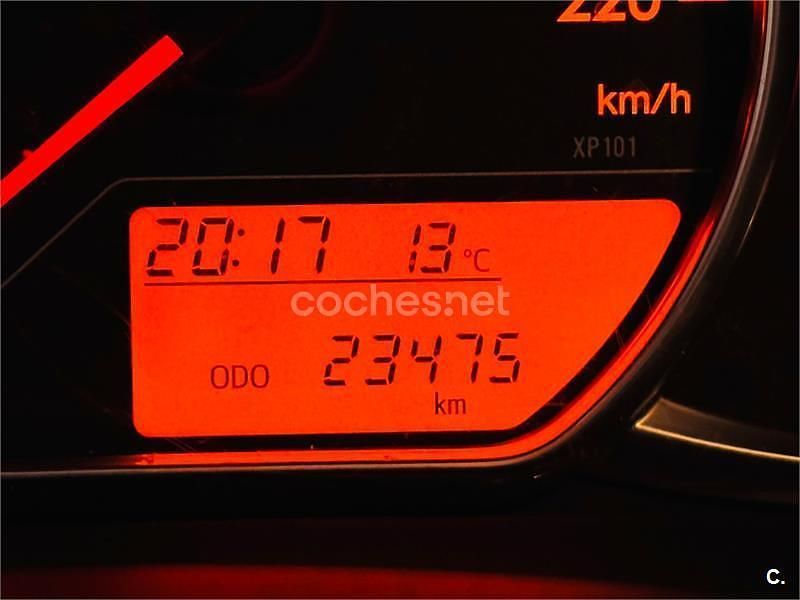 220
km/h
XP101
20:17 13 °C
coches.net
ODO 23475
km
C.